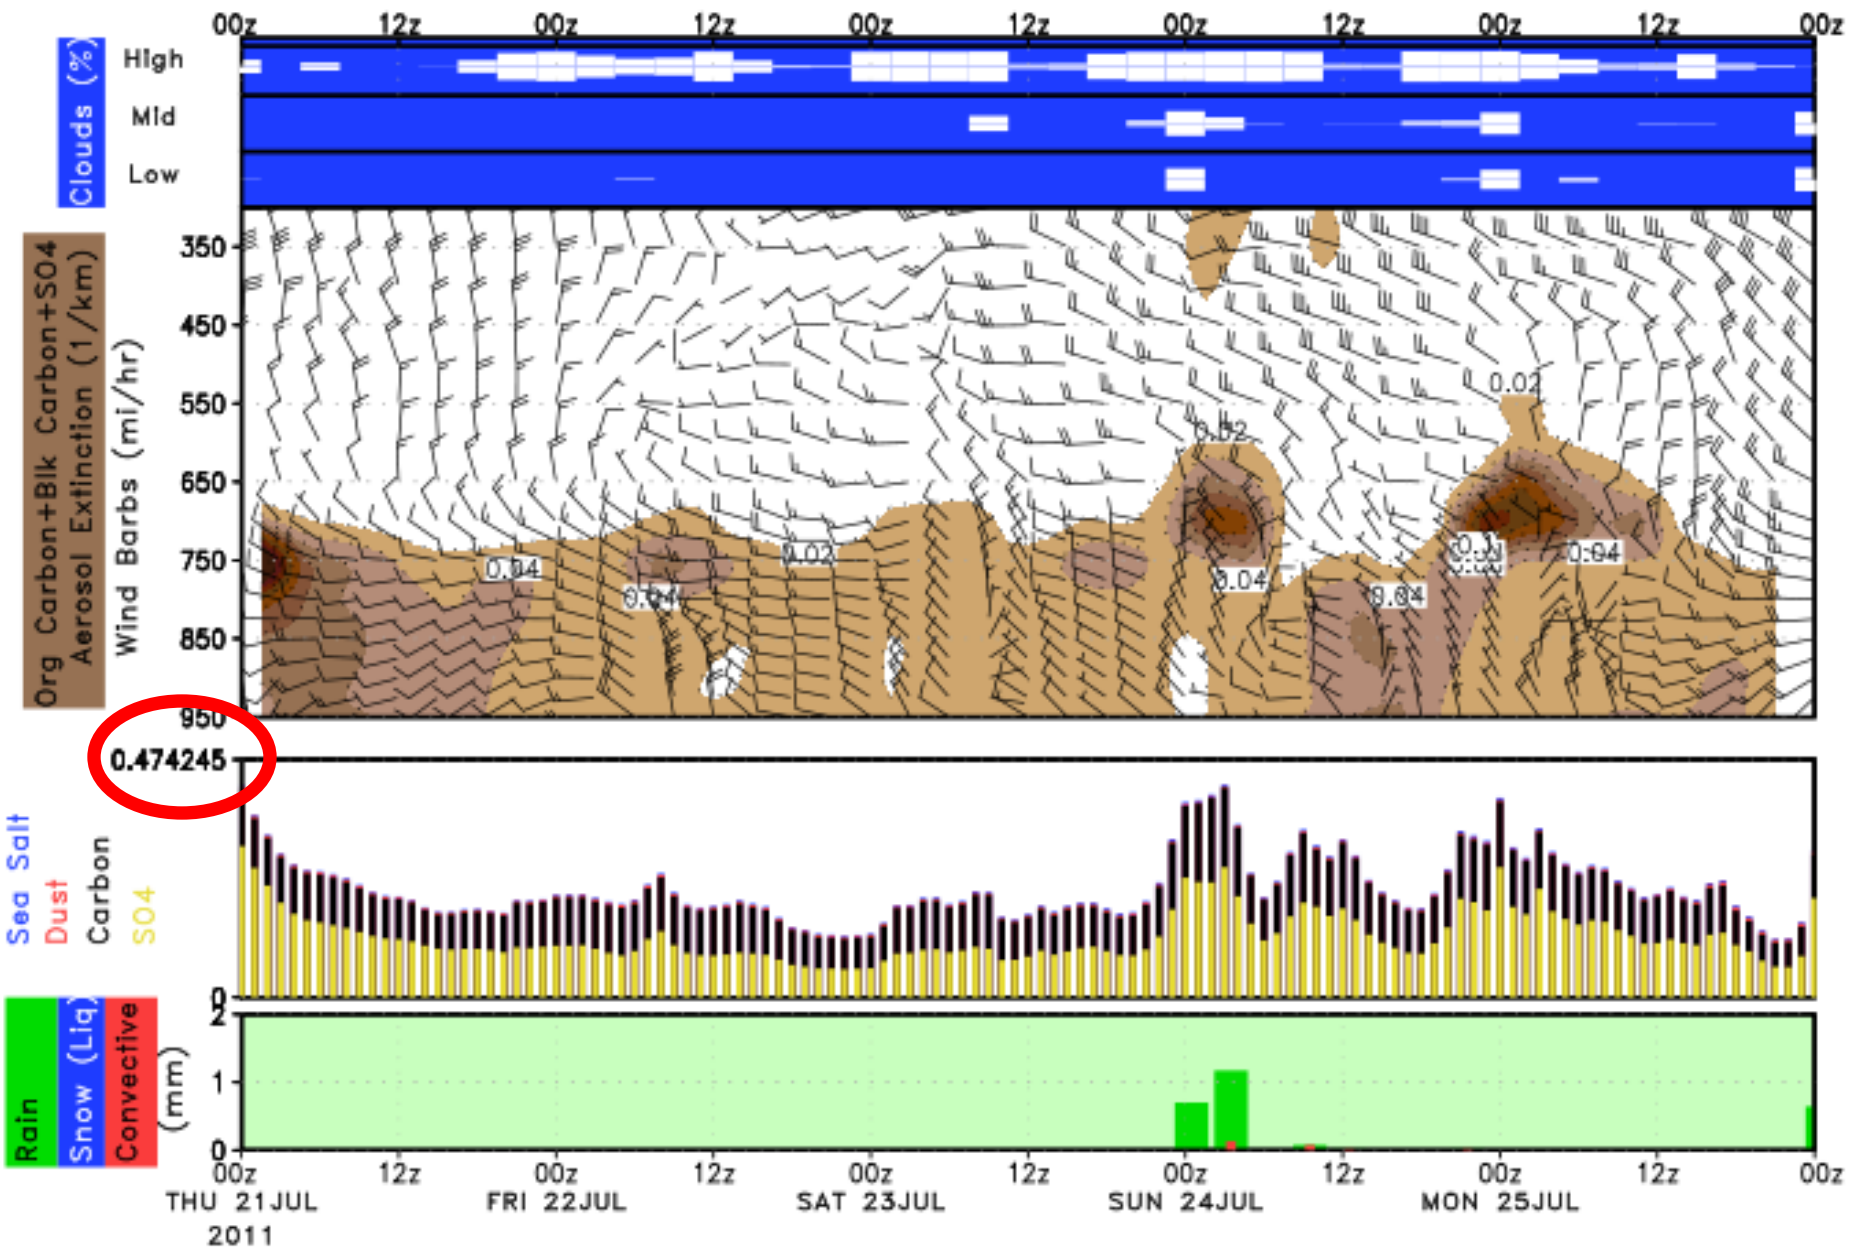 00z 12z 00z 12z 00z 12z 00z 12z 00z 12z 00z
Clouds (%)
High
Mid
Low
Org Carbon+Blk Carbon+SO4
Aerosol Extinction (1/km)
Wind Barbs (mi/hr)
350
450
550
650
750
850
950
0.02
0.02
0.04
0.04
0.02
0.04
0.04
0.04
0.474245
0
Sea Salt
Dust
Carbon
SO4
2
1
0
Rain
Snow (Liq)
Convective
(mm)
00z 12z 00z 12z 00z 12z 00z 12z 00z 12z 00z
THU 21JUL FRI 22JUL SAT 23JUL SUN 24JUL MON 25JUL
2011